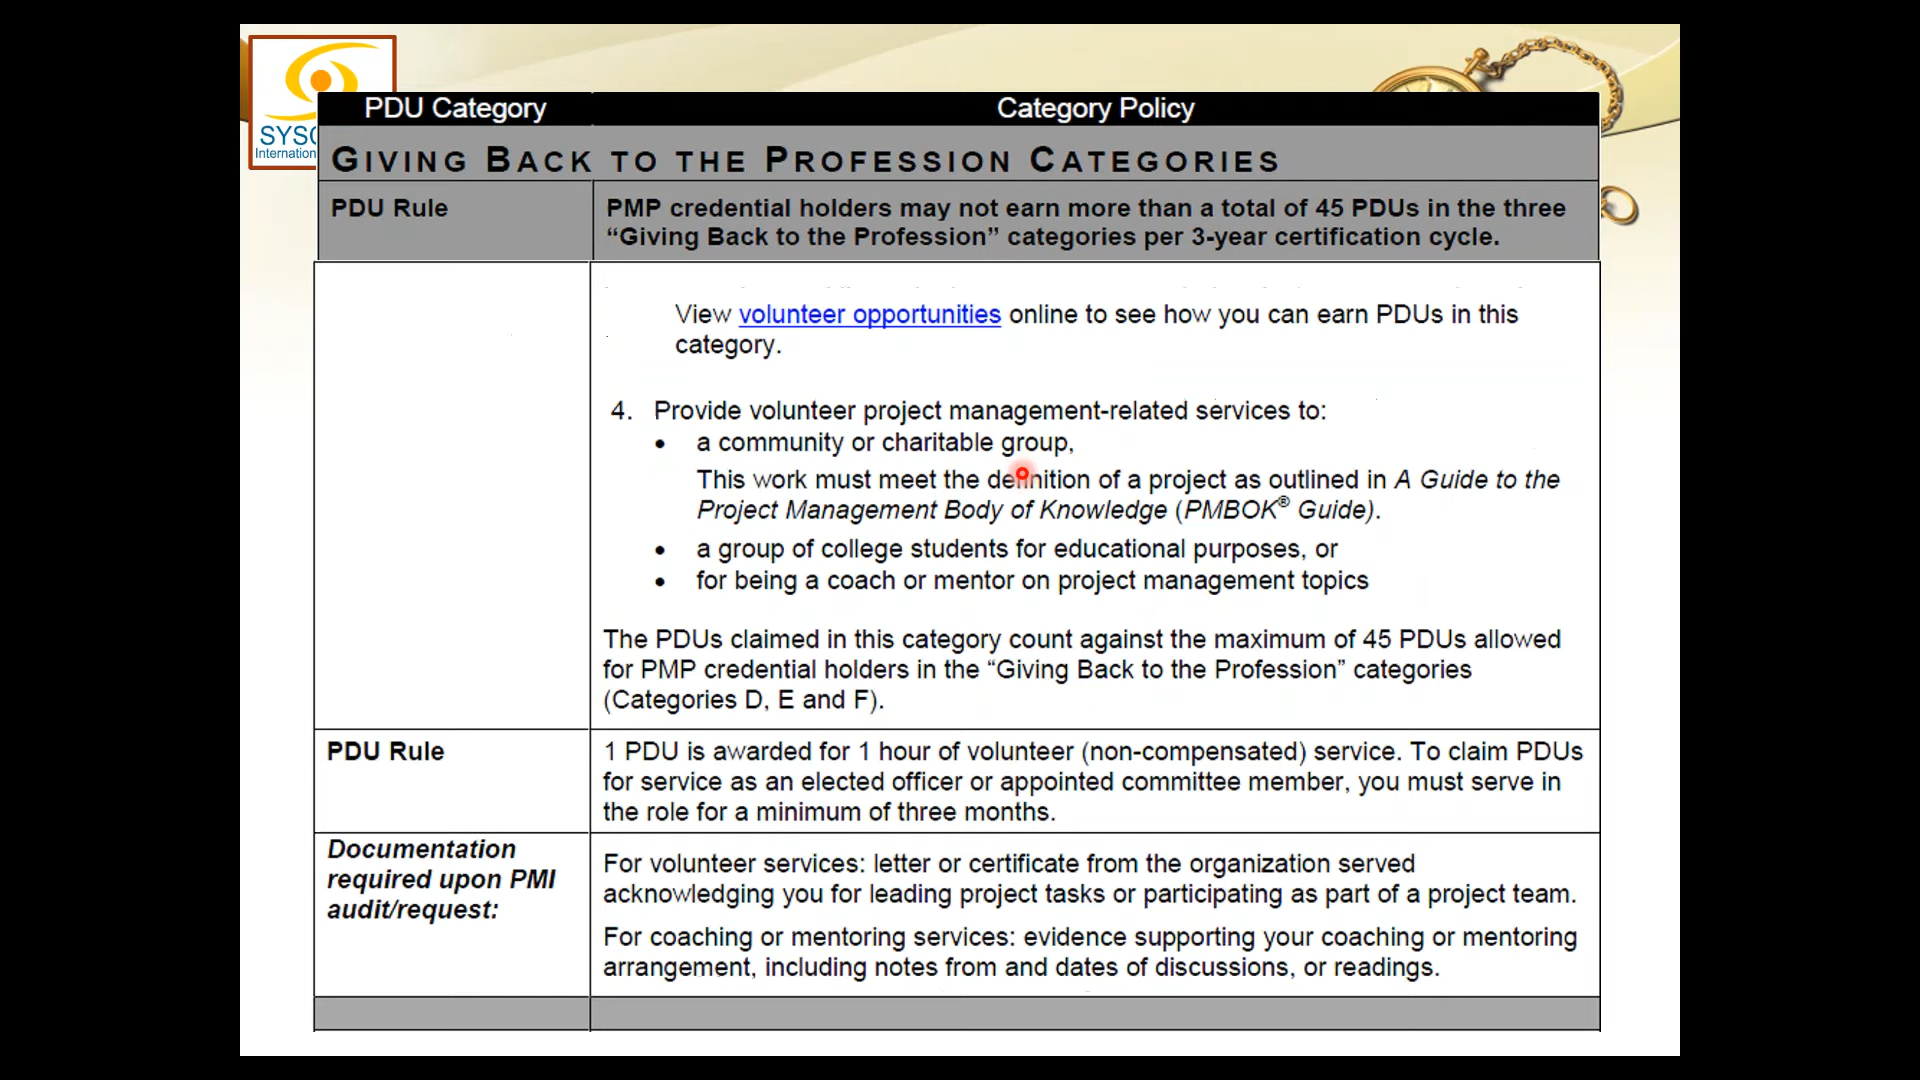 SYSO
International
PDU Category
Category Policy
GIVING BACK TO THE PROFESSION CATEGORIES
PDU Rule
PMP credential holders may not earn more than a total of 45 PDUs in the three
“Giving Back to the Profession” categories per 3-year certification cycle.
View volunteer opportunities online to see how you can earn PDUs in this
category.
4. Provide volunteer project management-related services to:
• a community or charitable group,
This work must meet the definition of a project as outlined in A Guide to the
Project Management Body of Knowledge (PMBOK® Guide).
• a group of college students for educational purposes, or
• for being a coach or mentor on project management topics
The PDUs claimed in this category count against the maximum of 45 PDUs allowed
for PMP credential holders in the “Giving Back to the Profession” categories
(Categories D, E and F).
PDU Rule
1 PDU is awarded for 1 hour of volunteer (non-compensated) service. To claim PDUs
for service as an elected officer or appointed committee member, you must serve in
the role for a minimum of three months.
Documentation
required upon PMI
audit/request:
For volunteer services: letter or certificate from the organization served
acknowledging you for leading project tasks or participating as part of a project team.
For coaching or mentoring services: evidence supporting your coaching or mentoring
arrangement, including notes from and dates of discussions, or readings.